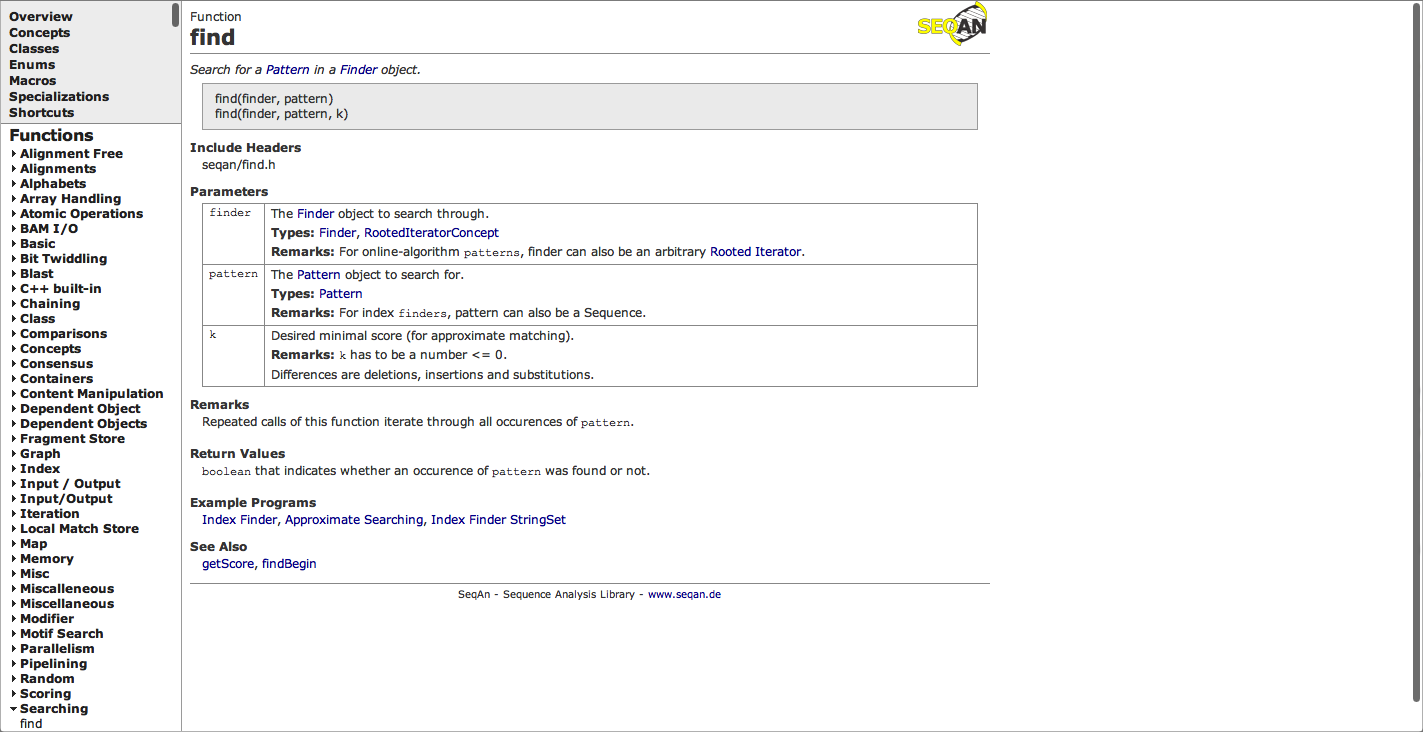 Overview
Concepts
Classes
Enums
Macros
Specializations
Shortcuts
Functions
Alignment Free
Alignments
Alphabets
Array Handling
Atomic Operations
BAM I/O
Basic
Bit Twiddling
Blast
C++ built-in
Chaining
Class
Comparisons
Concepts
Consensus
Containers
Content Manipulation
Dependent Object
Dependent Objects
Fragment Store
Graph
Index
Input / Output
Input/Output
Iteration
Local Match Store
Map
Memory
Misc
Miscalleneous
Miscellaneous
Modifier
Motif Search
Parallelism
Pipelining
Random
Scoring
Searching
find
Function
find
SEQAN
Search for a Pattern in a Finder object.
find(finder, pattern)
find(finder, pattern, k)
Include Headers
seqan/find.h
Parameters
finder The Finder object to search through.
Types: Finder, RootedIteratorConcept
Remarks: For online-algorithm patterns, finder can also be an arbitrary Rooted Iterator.
pattern The Pattern object to search for.
Types: Pattern
Remarks: For index finders, pattern can also be a Sequence.
k Desired minimal score (for approximate matching).
Remarks: k has to be a number <= 0.
Differences are deletions, insertions and substitutions.
Remarks
Repeated calls of this function iterate through all occurences of pattern.
Return Values
boolean that indicates whether an occurence of pattern was found or not.
Example Programs
Index Finder, Approximate Searching, Index Finder StringSet
See Also
getScore, findBegin
SeqAn - Sequence Analysis Library - www.seqan.de